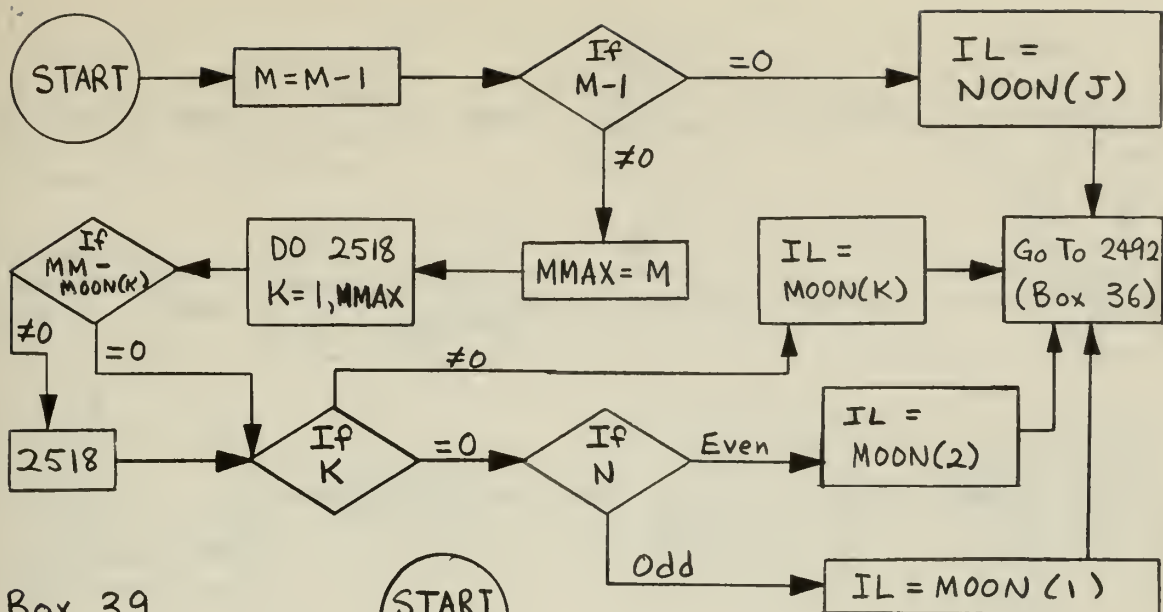 START
M=M-1
If
M-1
=0
IL =
NOON(J)
≠0
If
MM-
MOON(K)
DO 2518
K=1,MMAX
MMAX=M
IL =
MOON(K)
Go To 2492
(Box 36)
≠0
=0
≠0
2518
If
K
=0
If
N
Even
IL =
MOON(2)
Odd
IL=MOON (1)
Box 39
START